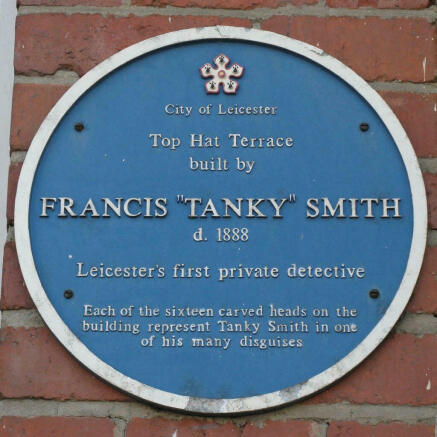 City of Leicester
Top Hat Terrace
built by
FRANCIS "TANKY" SMITH
d. 1888
Leicester's first private detective
Each of the sixteen carved heads on the
building represent Tanky Smith in one
of his many disguises